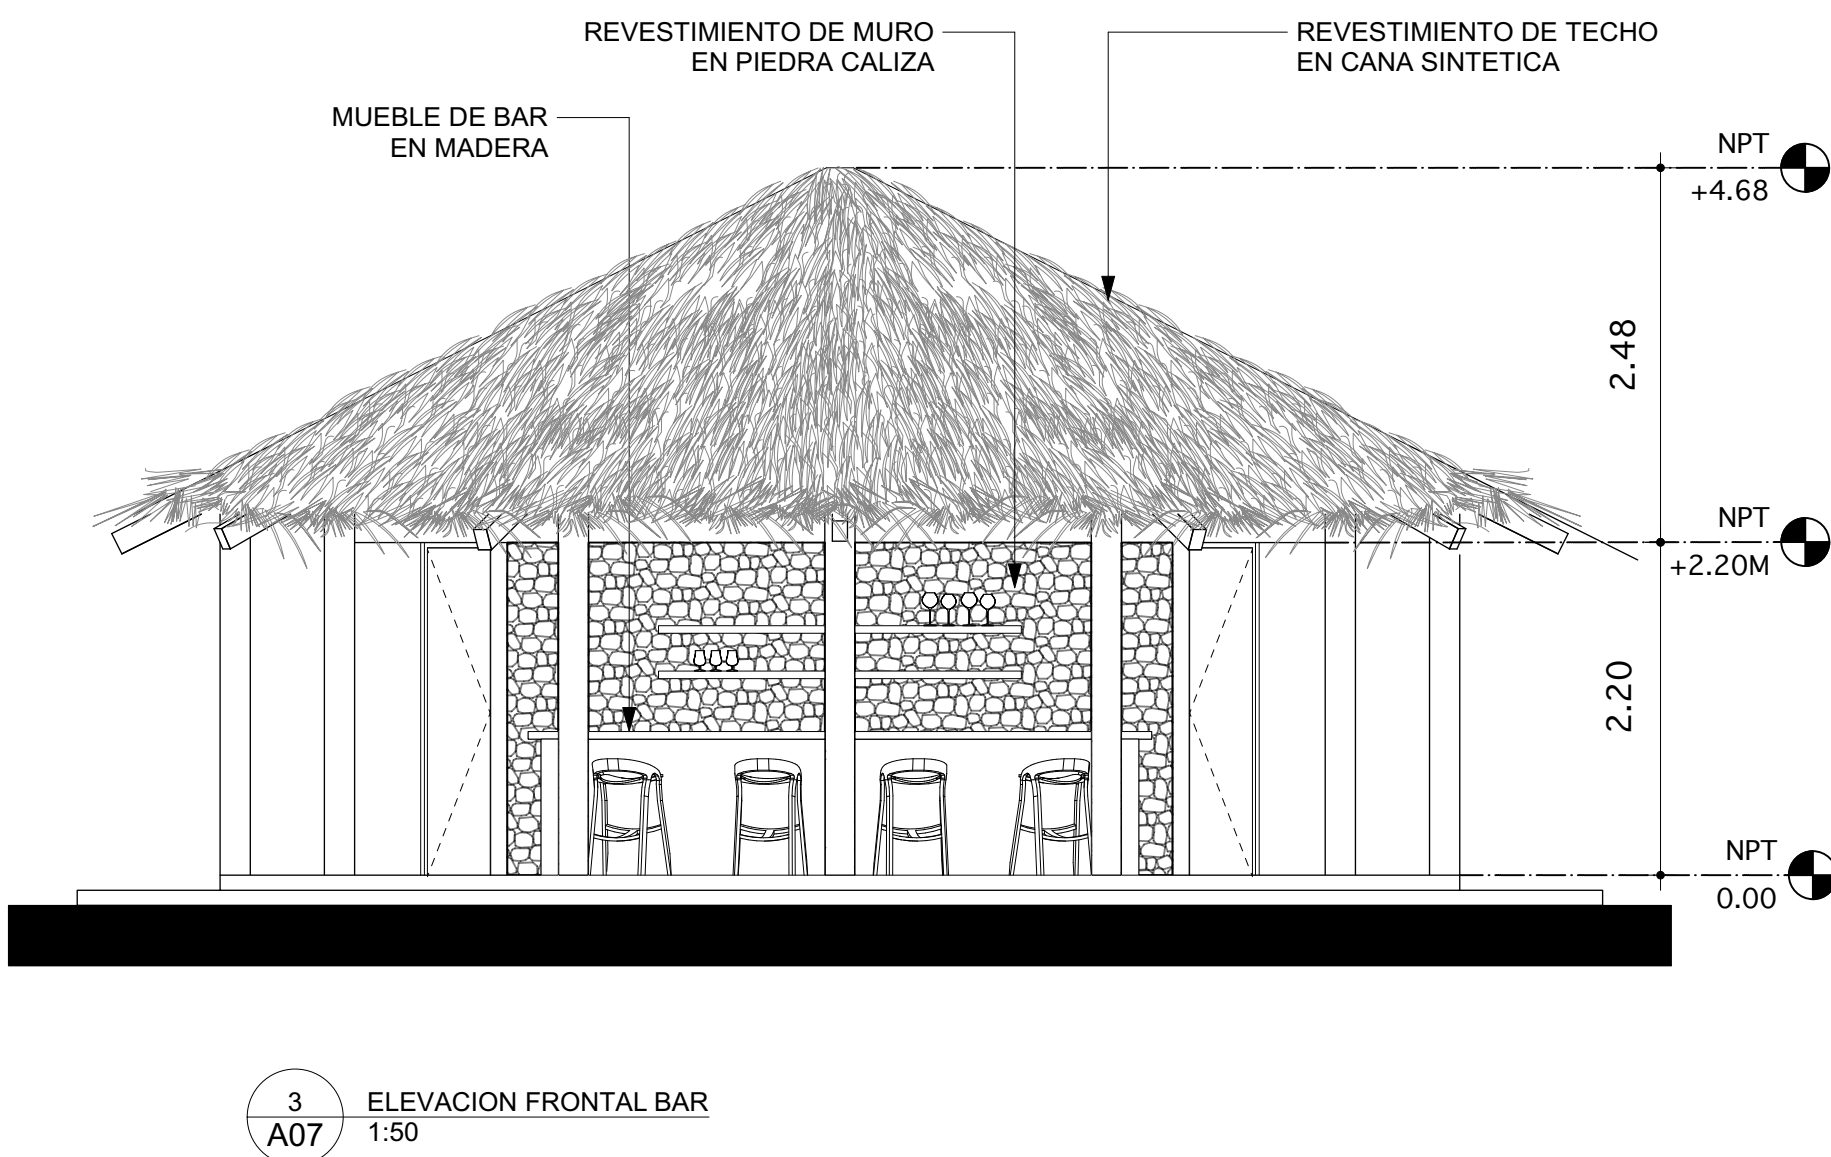 REVESTIMIENTO DE MURO
EN PIEDRA CALIZA
REVESTIMIENTO DE TECHO
EN CANA SINTETICA
MUEBLE DE BAR
EN MADERA
NPT
+4.68
2.48
NPT
+2.20M
2.20
NPT
0.00
3
A07
ELEVACION FRONTAL BAR
1:50